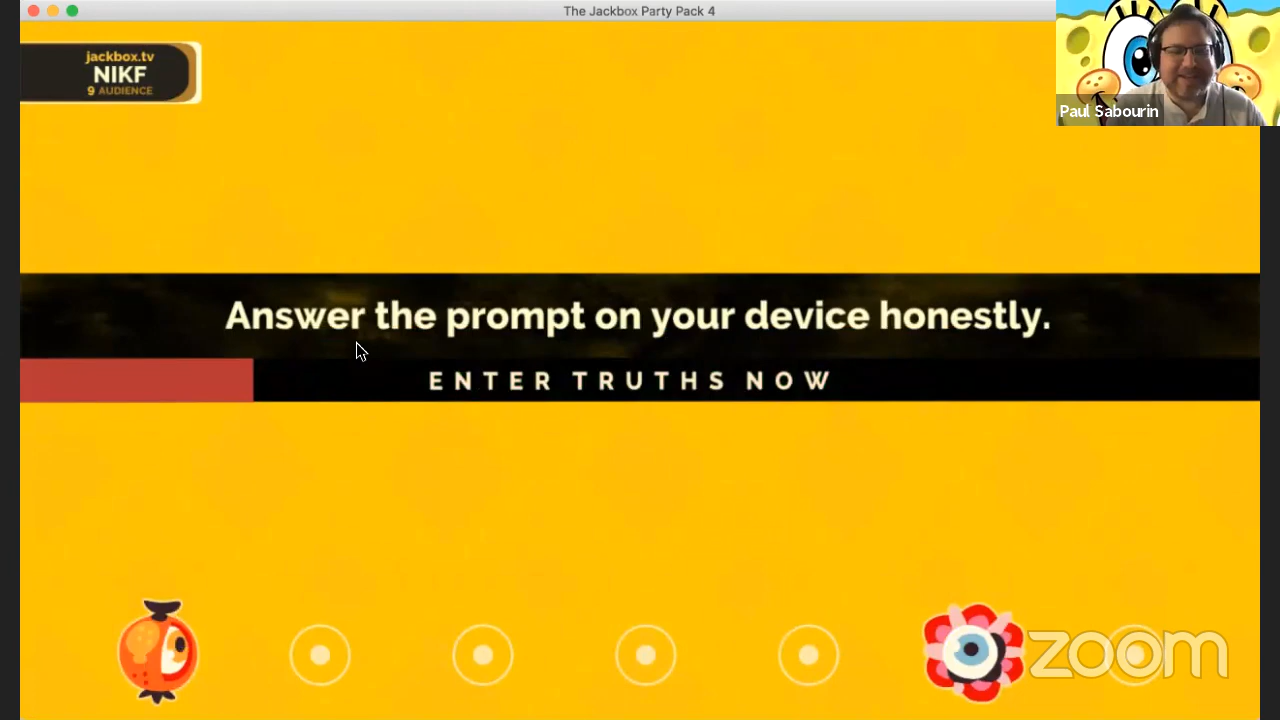 The Jackbox Party Pack 4
jackbox.tv
NIKF
9 AUDIENCE
Paul Sabourin
Answer the prompt on your device honestly.
ENTER TRUTHS NOW
zoom